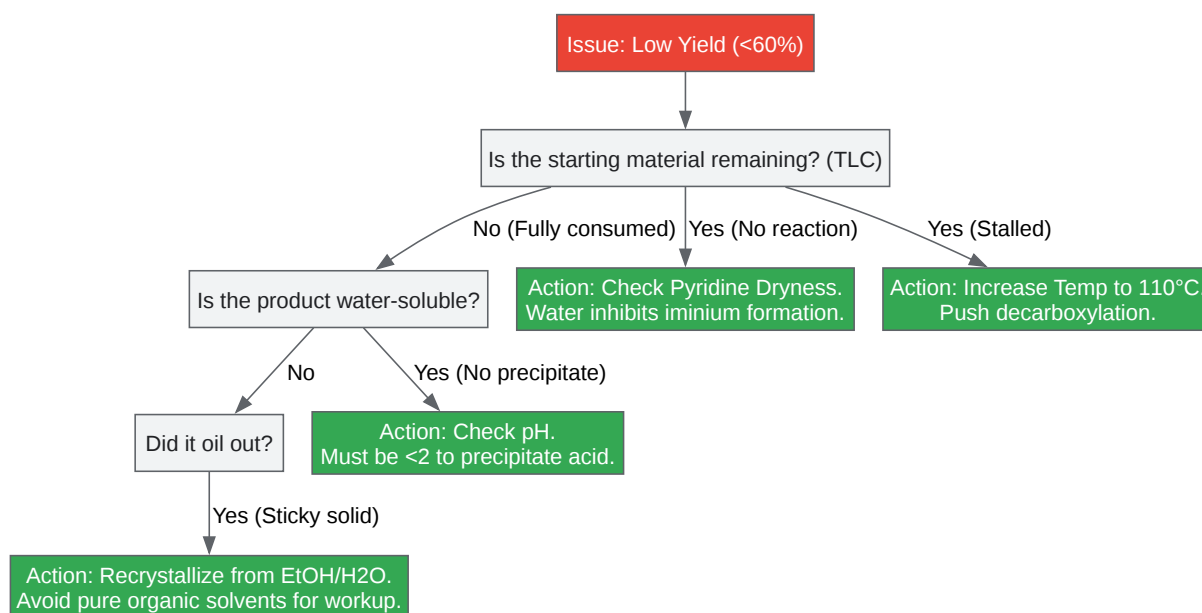 Issue: Low Yield (<60%)
Is the starting material remaining? (TLC)
No (Fully consumed)
Yes (No reaction)
Yes (Stalled)
Is the product water-soluble?
Action: Check Pyridine Dryness.
Water inhibits iminium formation.
Action: Increase Temp to 110°C.
Push decarboxylation.
No
Yes (No precipitate)
Did it oil out?
Action: Check pH.
Must be <2 to precipitate acid.
Yes (Sticky solid)
Action: Recrystallize from EtOH/H2O.
Avoid pure organic solvents for workup.